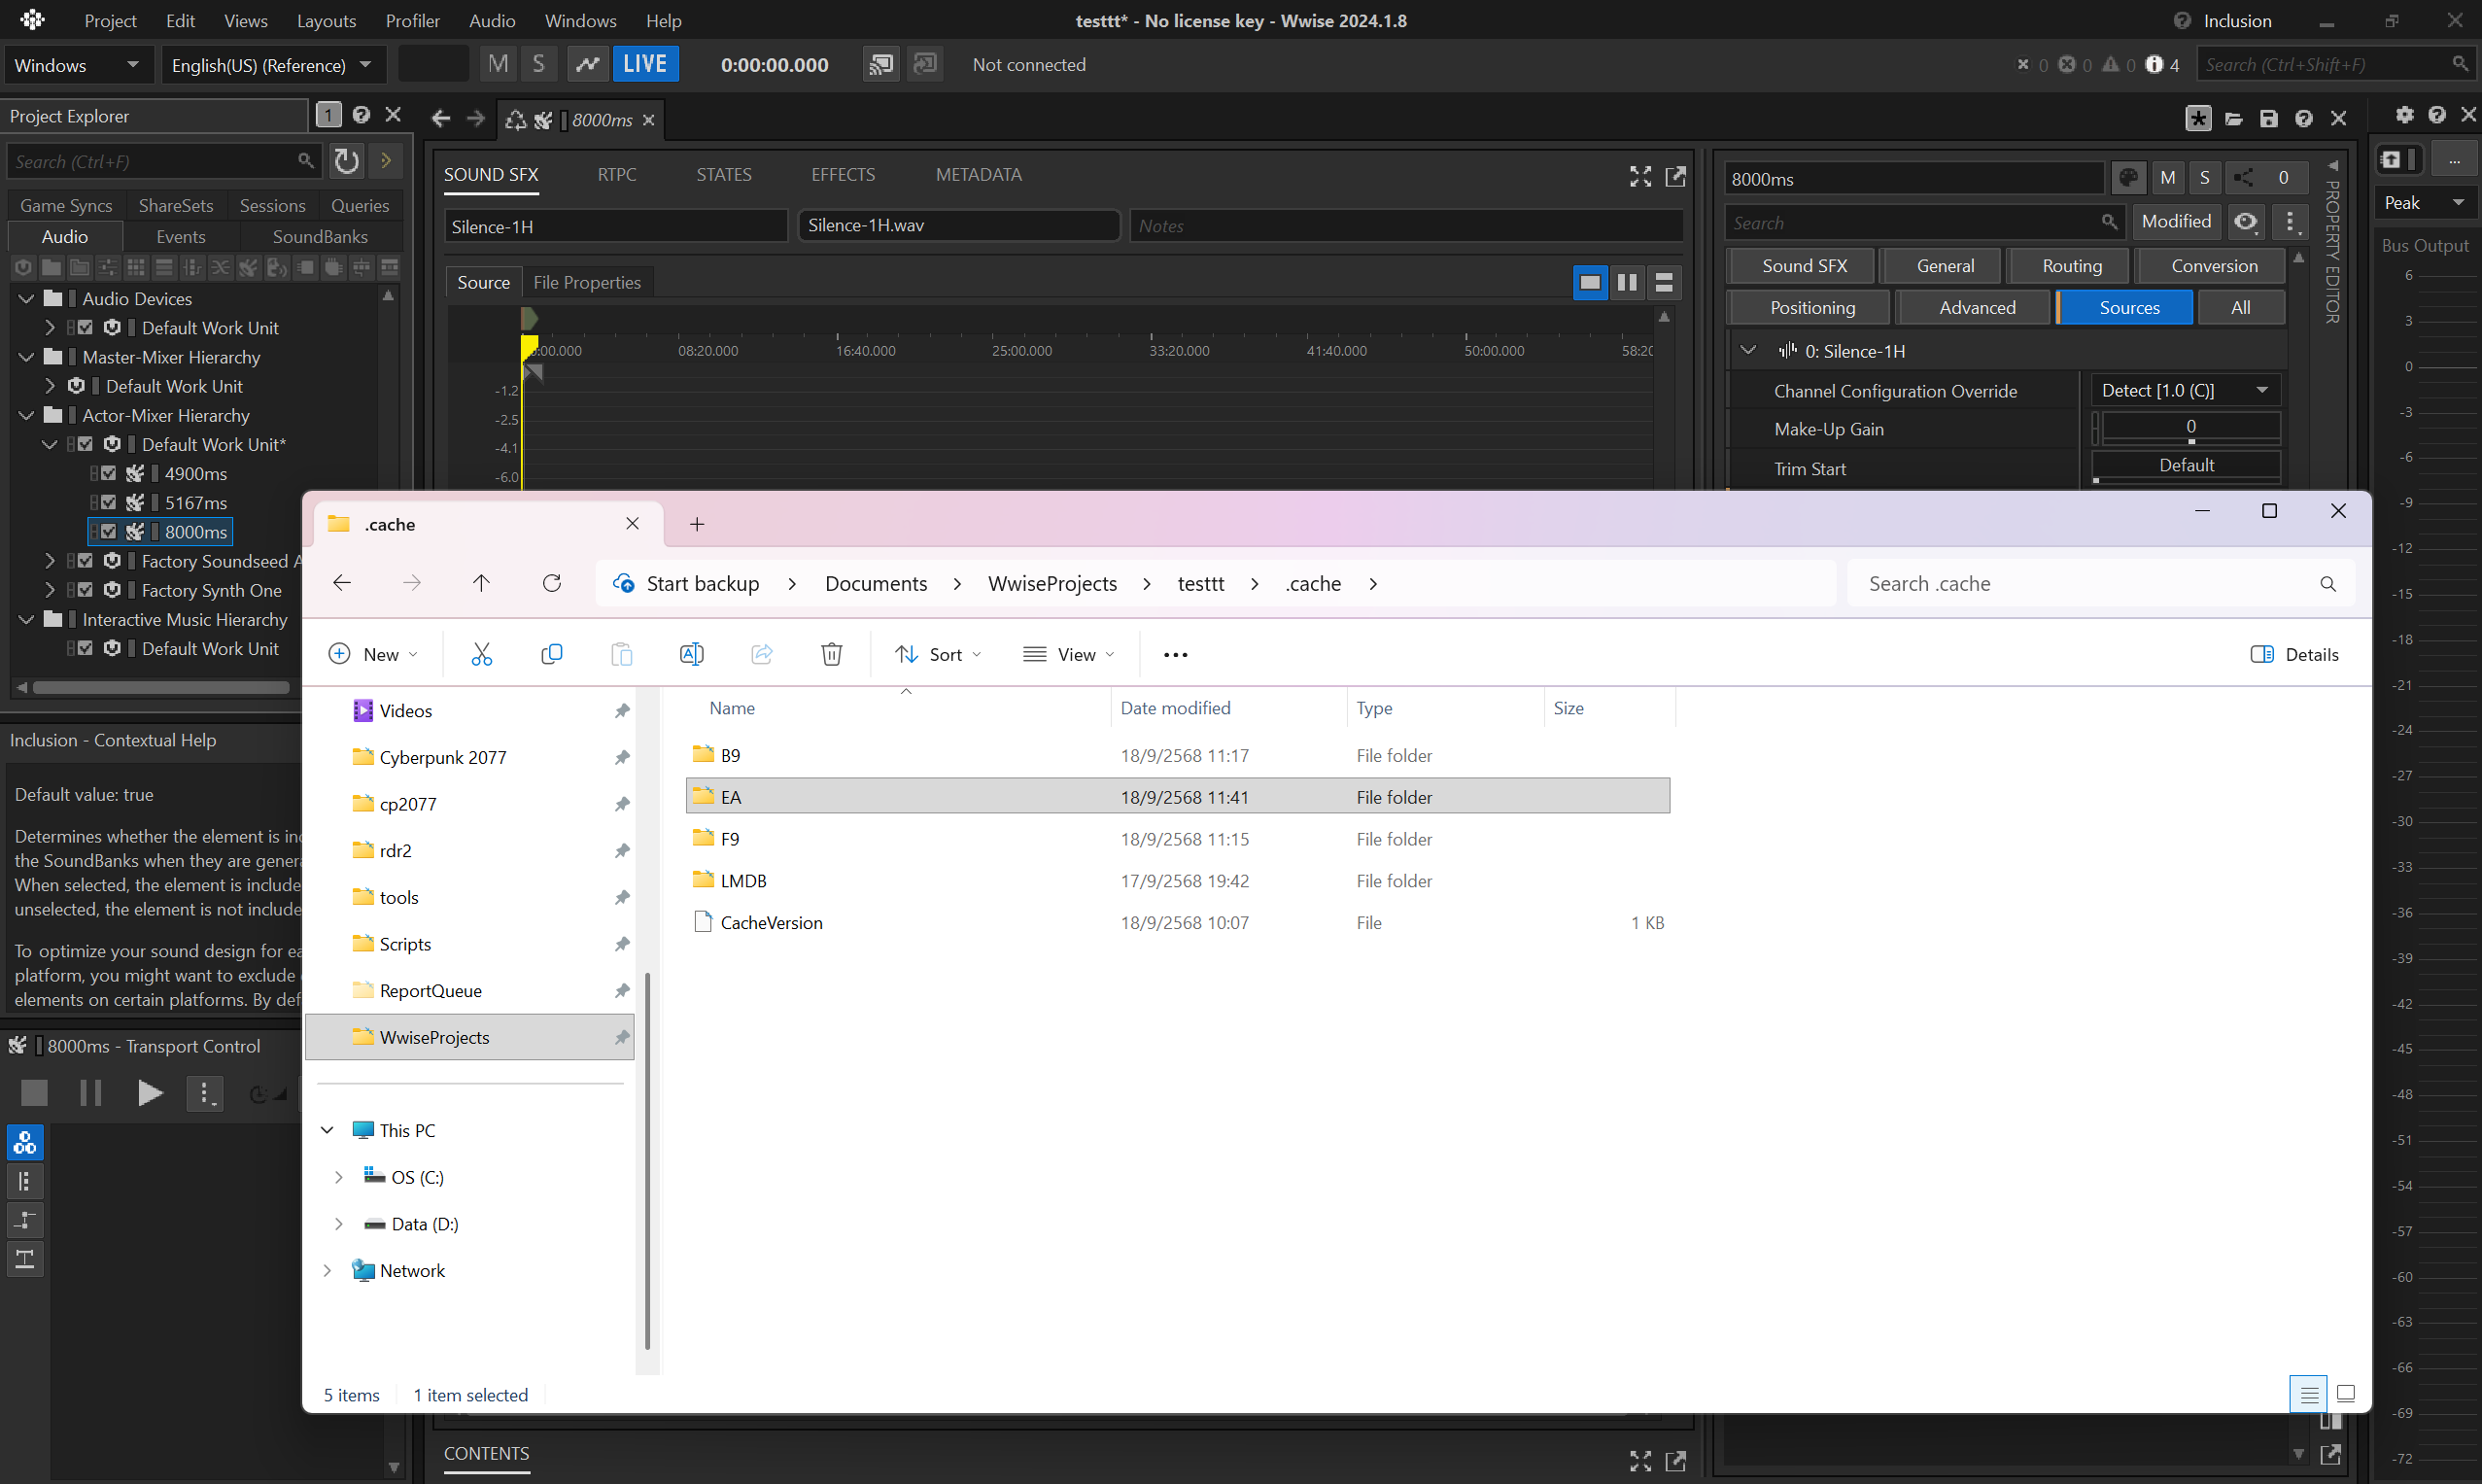 Project Edit Views Layouts Profiler Audio Windows Help
testtt* - No license key - Wwise 2024.1.8
Inclusion
Windows English(US) (Reference) M S LIVE 0:00:00.000 Not connected
0 0 0 4 Search (Ctrl+Shift+F)
Project Explorer 1
8000ms
Search (Ctrl+F)
Game Syncs ShareSets Sessions Queries
Audio Events SoundBanks
Audio Devices
Default Work Unit
Master-Mixer Hierarchy
Default Work Unit
Actor-Mixer Hierarchy
Default Work Unit*
4900ms
5167ms
8000ms
Factory Soundseed A
Factory Synth One
Interactive Music Hierarchy
Default Work Unit
SOUND SFX RTPC STATES EFFECTS METADATA
Silence-1H Silence-1H.wav Notes
Source File Properties
:00.000 08:20.000 16:40.000 25:00.000 33:20.000 41:40.000 50:00.000 58:20
-1.2
-2.5
-4.1
-6.0
8000ms M S 0
Search Modified
Sound SFX General Routing Conversion
Positioning Advanced Sources All
0: Silence-1H
Channel Configuration Override Detect [1.0 (C)]
Make-Up Gain 0
Trim Start Default
PROPERTY EDITOR
...
Peak
Bus Output
6
3
0
-3
-6
-9
-12
-15
-18
-21
-24
-27
-30
-33
-36
-39
-42
-45
-48
-51
-54
-57
-60
-63
-66
-69
-72
Inclusion - Contextual Help
Default value: true
Determines whether the element is inc
the SoundBanks when they are genera
When selected, the element is include
unselected, the element is not include
To optimize your sound design for ea
platform, you might want to exclude
elements on certain platforms. By def
8000ms - Transport Control
.cache
Start backup > Documents > WwiseProjects > testtt > .cache >
Search .cache
New Sort View Details
Videos
Cyberpunk 2077
cp2077
rdr2
tools
Scripts
ReportQueue
WwiseProjects
This PC
OS (C:)
Data (D:)
Network
Name Date modified Type Size
B9 18/9/2568 11:17 File folder
EA 18/9/2568 11:41 File folder
F9 18/9/2568 11:15 File folder
LMDB 17/9/2568 19:42 File folder
CacheVersion 18/9/2568 10:07 File 1 KB
5 items 1 item selected
CONTENTS